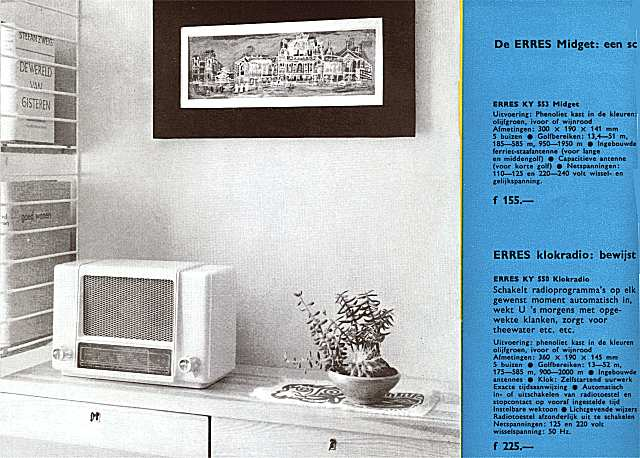 STEFAN ZWEIG
DE WERELD
VAN
GISTEREN
goed wonen
De ERRES Midget: een sc
ERRES KY 553 Midget
Uitvoering: Phenoliet kast in de kleuren:
olijfgroen, ivoor of wijnrood
Afmetingen: 300 × 190 × 141 mm
5 buizen ● Golfbereiken: 13,4—51 m,
185—585 m, 950—1950 m ● Ingebouwde
ferriet-staafantenne (voor lange
en middengolf) ● Capacitieve antenne
(voor korte golf) ● Netspanningen:
110—125 en 220—240 volt wissel- en
gelijkspanning.
f 155.—
ERRES klokradio: bewijst
ERRES KY 550 Klokradio
Schakelt radioprogramma's op elk
gewenst moment automatisch in,
wekt U 's morgens met opge-
wekte klanken, zorgt voor
theewater etc. etc.
Uitvoering: phenoliet kast in de kleuren
olijfgroen, ivoor of wijnrood
Afmetingen: 360 × 190 × 145 mm
5 buizen ● Golfbereiken: 13—52 m,
175—585 m, 900—2000 m ● Ingebouwde
antennes ● Klok: Zelfstartend uurwerk
Exacte tijdsaanwijzing ● Automatisch
in- of uitschakelen van radiotoestel en
stopcontact op vooraf ingestelde tijd
Instelbare wektoon ● Lichtgevende wijzers
Radiotoestel afzonderlijk uit te schakelen
Netspanningen: 125 en 220 volt
wisselspanning: 50 Hz.
f 225.—